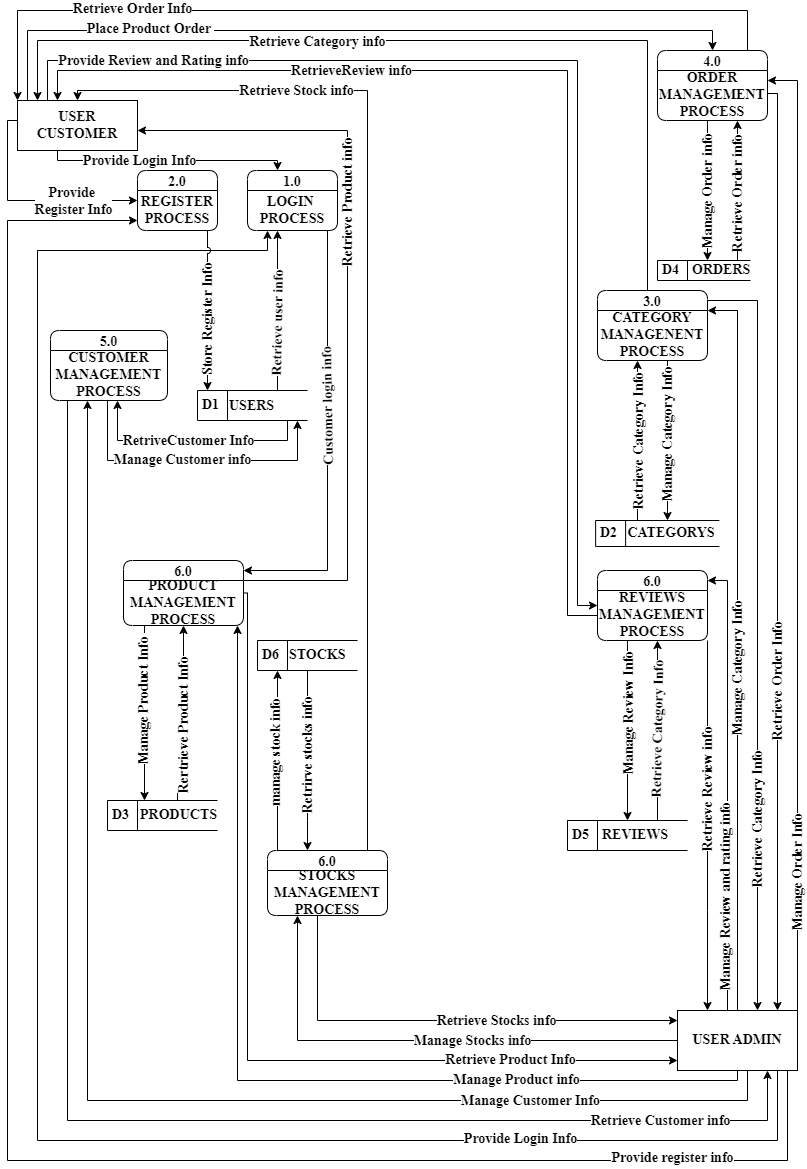 Retrieve Order Info
Place Product Order
Retrieve Category info
Provide Review and Rating info
RetrieveReview info
Retrieve Stock info
USER
CUSTOMER
4.0
ORDER
MANAGEMENT
PROCESS
Provide Login Info
Provide
Register Info
2.0
REGISTER
PROCESS
1.0
LOGIN
PROCESS
Retrieve Product info
Manage Order info
Retrieve Order info
D4 ORDERS
Store Register Info
Retrieve user info
Customer login info
3.0
CATEGORY
MANAGENENT
PROCESS
5.0
CUSTOMER
MANAGEMENT
PROCESS
D1 USERS
RetriveCustomer Info
Manage Customer info
Retrieve Category Info
Manage Category Info
D2 CATEGORYS
6.0
PRODUCT
MANAGEMENT
PROCESS
6.0
REVIEWS
MANAGEMENT
PROCESS
Manage Product Info
Rertrieve Product Info
D6 STOCKS
manage stock info
Retrirve stocks info
Manage Review Info
Retrieve Category Info
Retrieve Review info
Manage Review and rating info
Manage Category Info
Retrieve Category Info
Retrieve Order Info
Manage Order Info
D3 PRODUCTS
D5 REVIEWS
6.0
STOCKS
MANAGEMENT
PROCESS
Retrieve Stocks info
Manage Stocks info
USER ADMIN
Retrieve Product Info
Manage Product info
Manage Customer Info
Retrieve Customer info
Provide Login Info
Provide register info